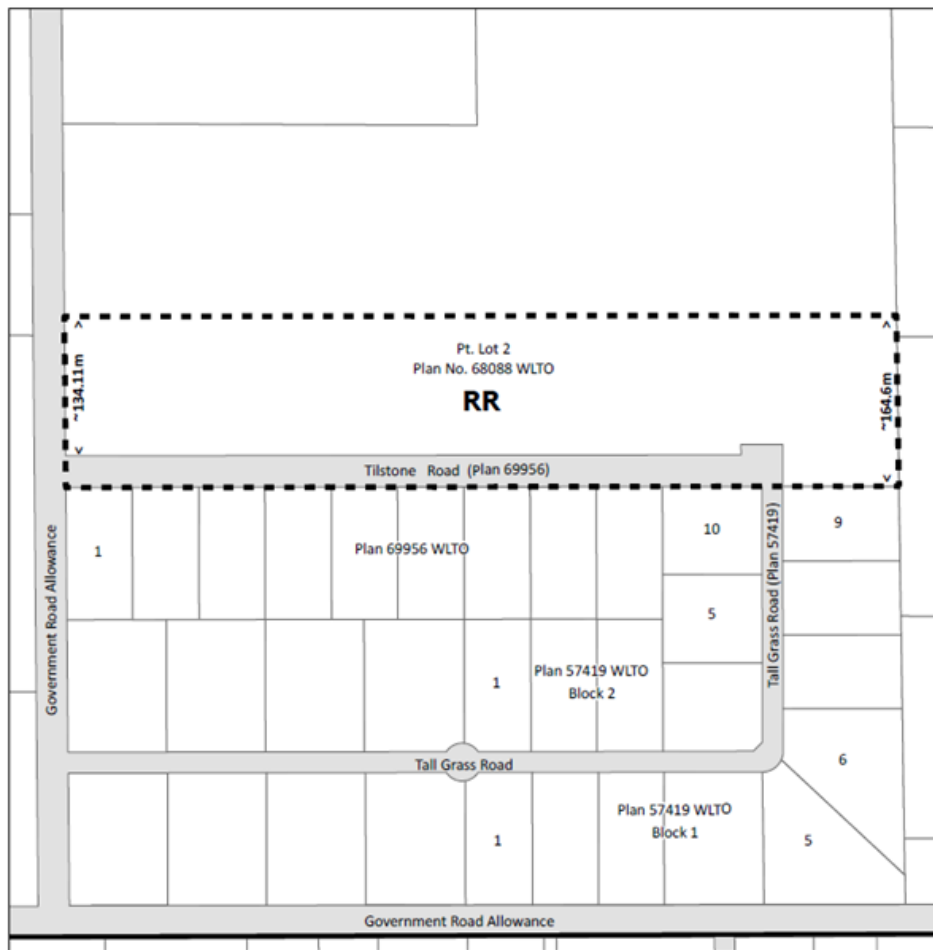 Pt. Lot 2
Plan No. 68088 WLTO
RR
~134.11m
~164.6m
Tilstone Road (Plan 69956)
Government Road Allowance
1
Plan 69956 WLTO
10
9
Tall Grass Road (Plan 57419)
5
1
Plan 57419 WLTO
Block 2
Tall Grass Road
6
1
Plan 57419 WLTO
Block 1
5
Government Road Allowance